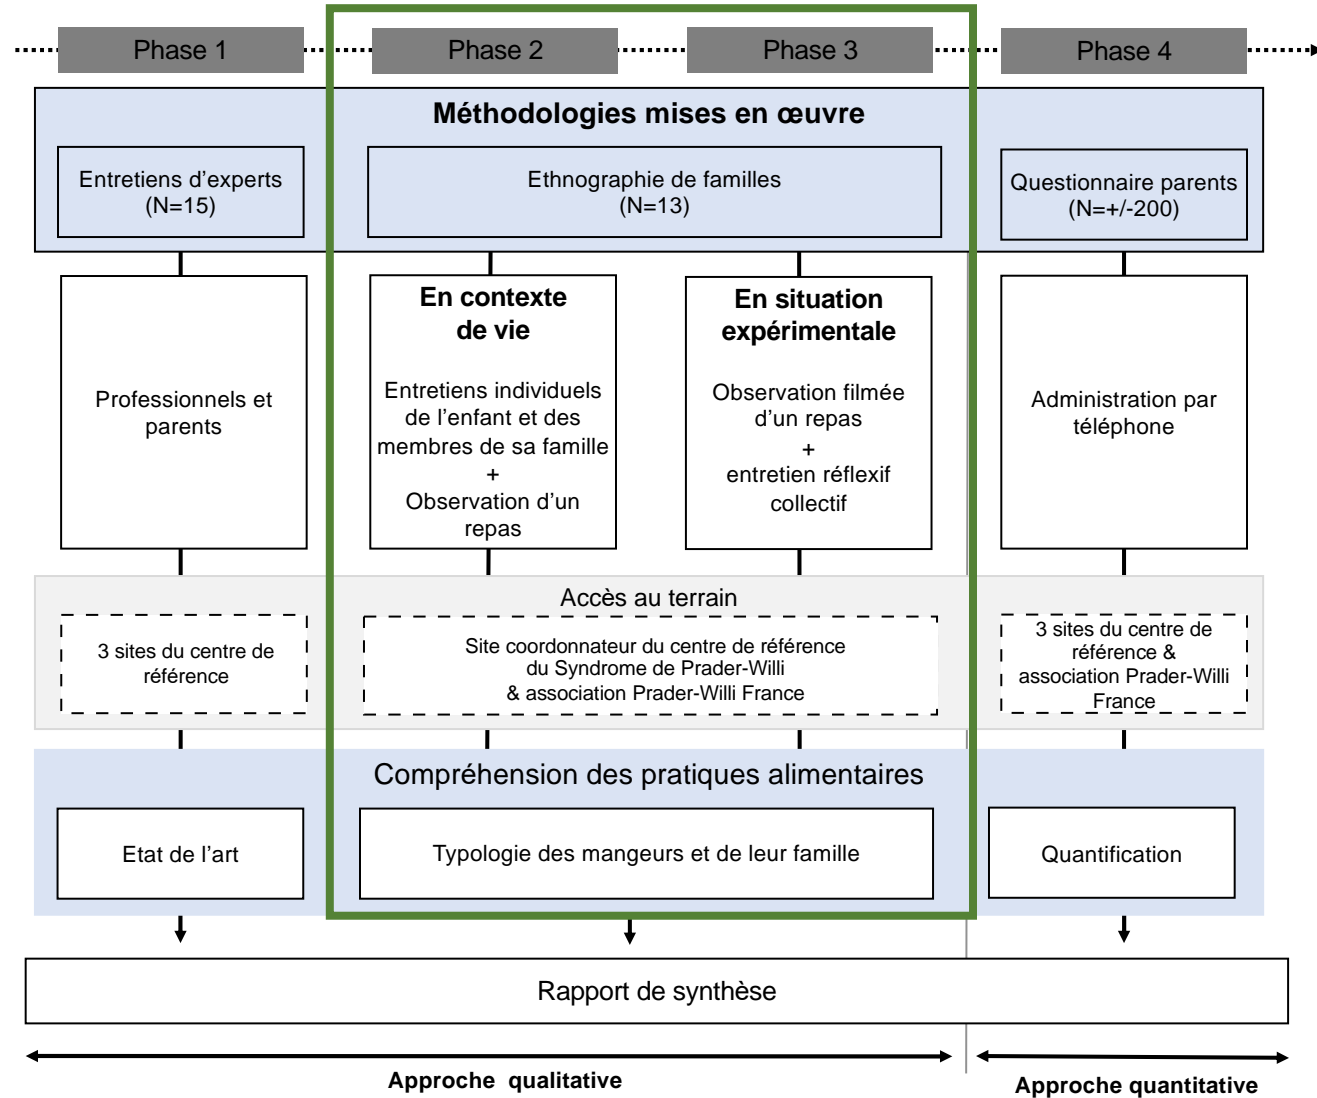 Phase 1
Phase 2
Phase 3
Phase 4
Méthodologies mises en œuvre
Entretiens d'experts
(N=15)
Ethnographie de familles
(N=13)
Questionnaire parents
(N=+/-200)
Professionnels et
parents
En contexte
de vie
Entretiens individuels
de l'enfant et des
membres de sa famille
+
Observation d'un
repas
En situation
expérimentale
Observation filmée
d'un repas
+
entretien réflexif
collectif
Administration par
téléphone
Accès au terrain
3 sites du centre de
référence
Site coordonnateur du centre de référence
du Syndrome de Prader-Willi
& association Prader-Willi France
3 sites du centre de
référence &
association Prader-Willi
France
Compréhension des pratiques alimentaires
Etat de l'art
Typologie des mangeurs et de leur famille
Quantification
Rapport de synthèse
Approche qualitative
Approche quantitative